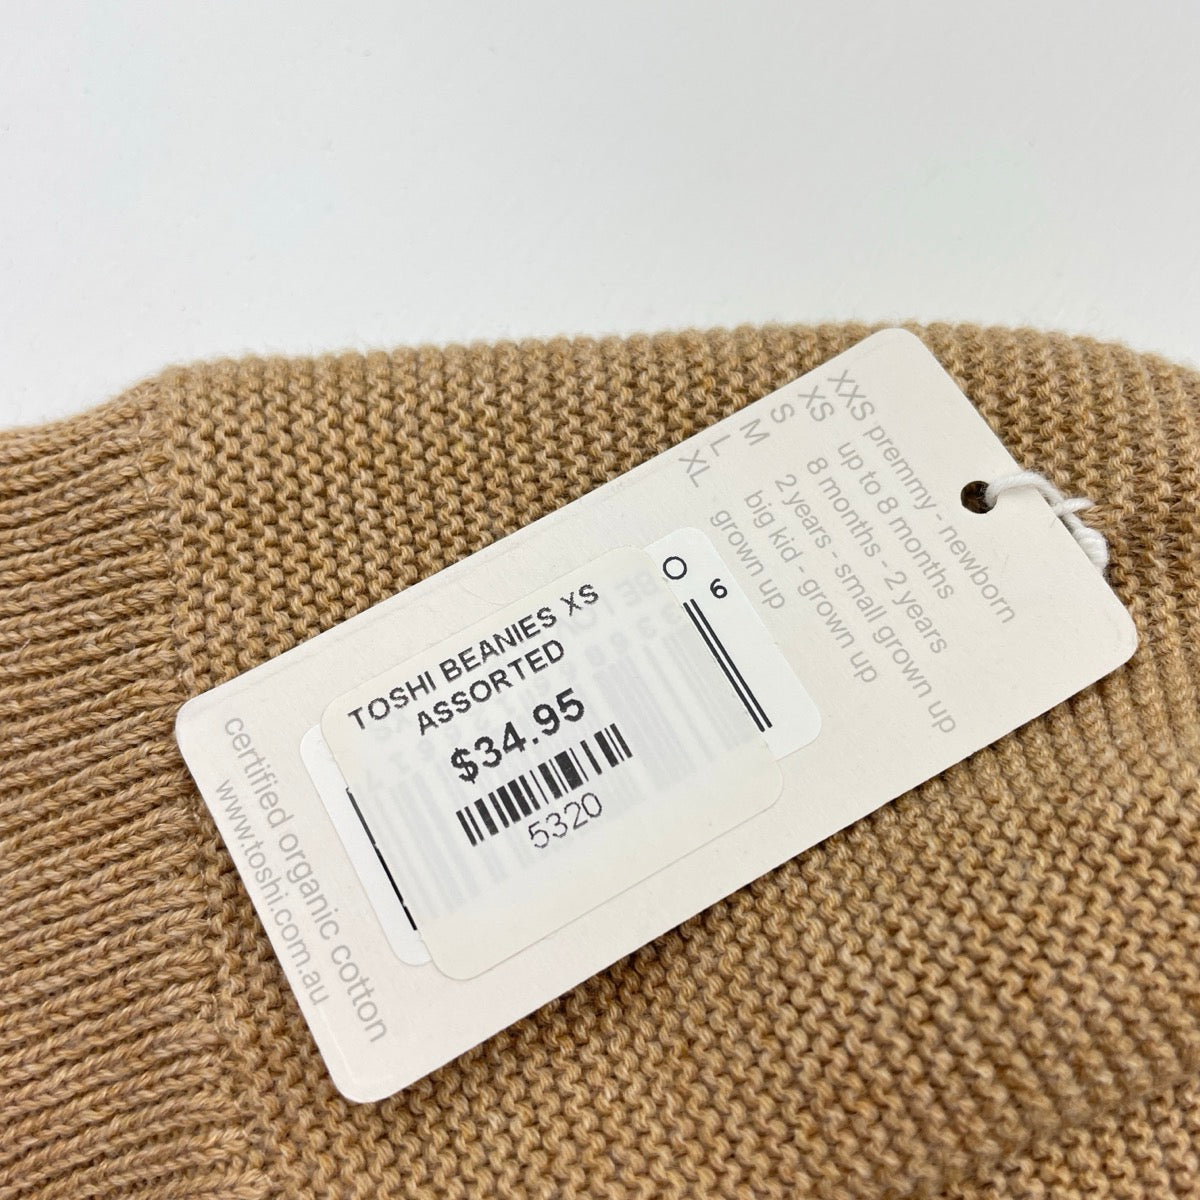 XXS premmy - newborn
XS up to 8 months
S 8 months - 2 years
M 2 years - small grown up
L big kid - grown up
XL grown up
O
6
TOSHI BEANIES XS
ASSORTED
$34.95
5320
certified organic cotton
www.toshi.com.au